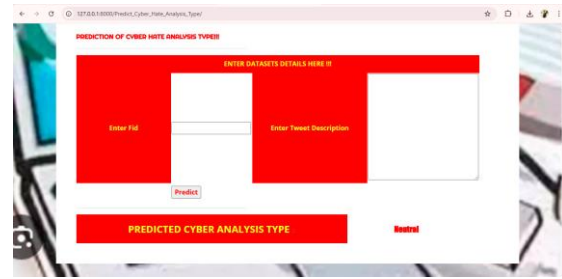 127.0.0.1:8000/Predict_Cyber_Hate_Analysis_Type/
PREDICTION OF CYBER HATE ANALYSIS TYPE!!!
ENTER DATASETS DETAILS HERE !!!
Enter Fid
Enter Tweet Description
Predict
PREDICTED CYBER ANALYSIS TYPE
Neutral